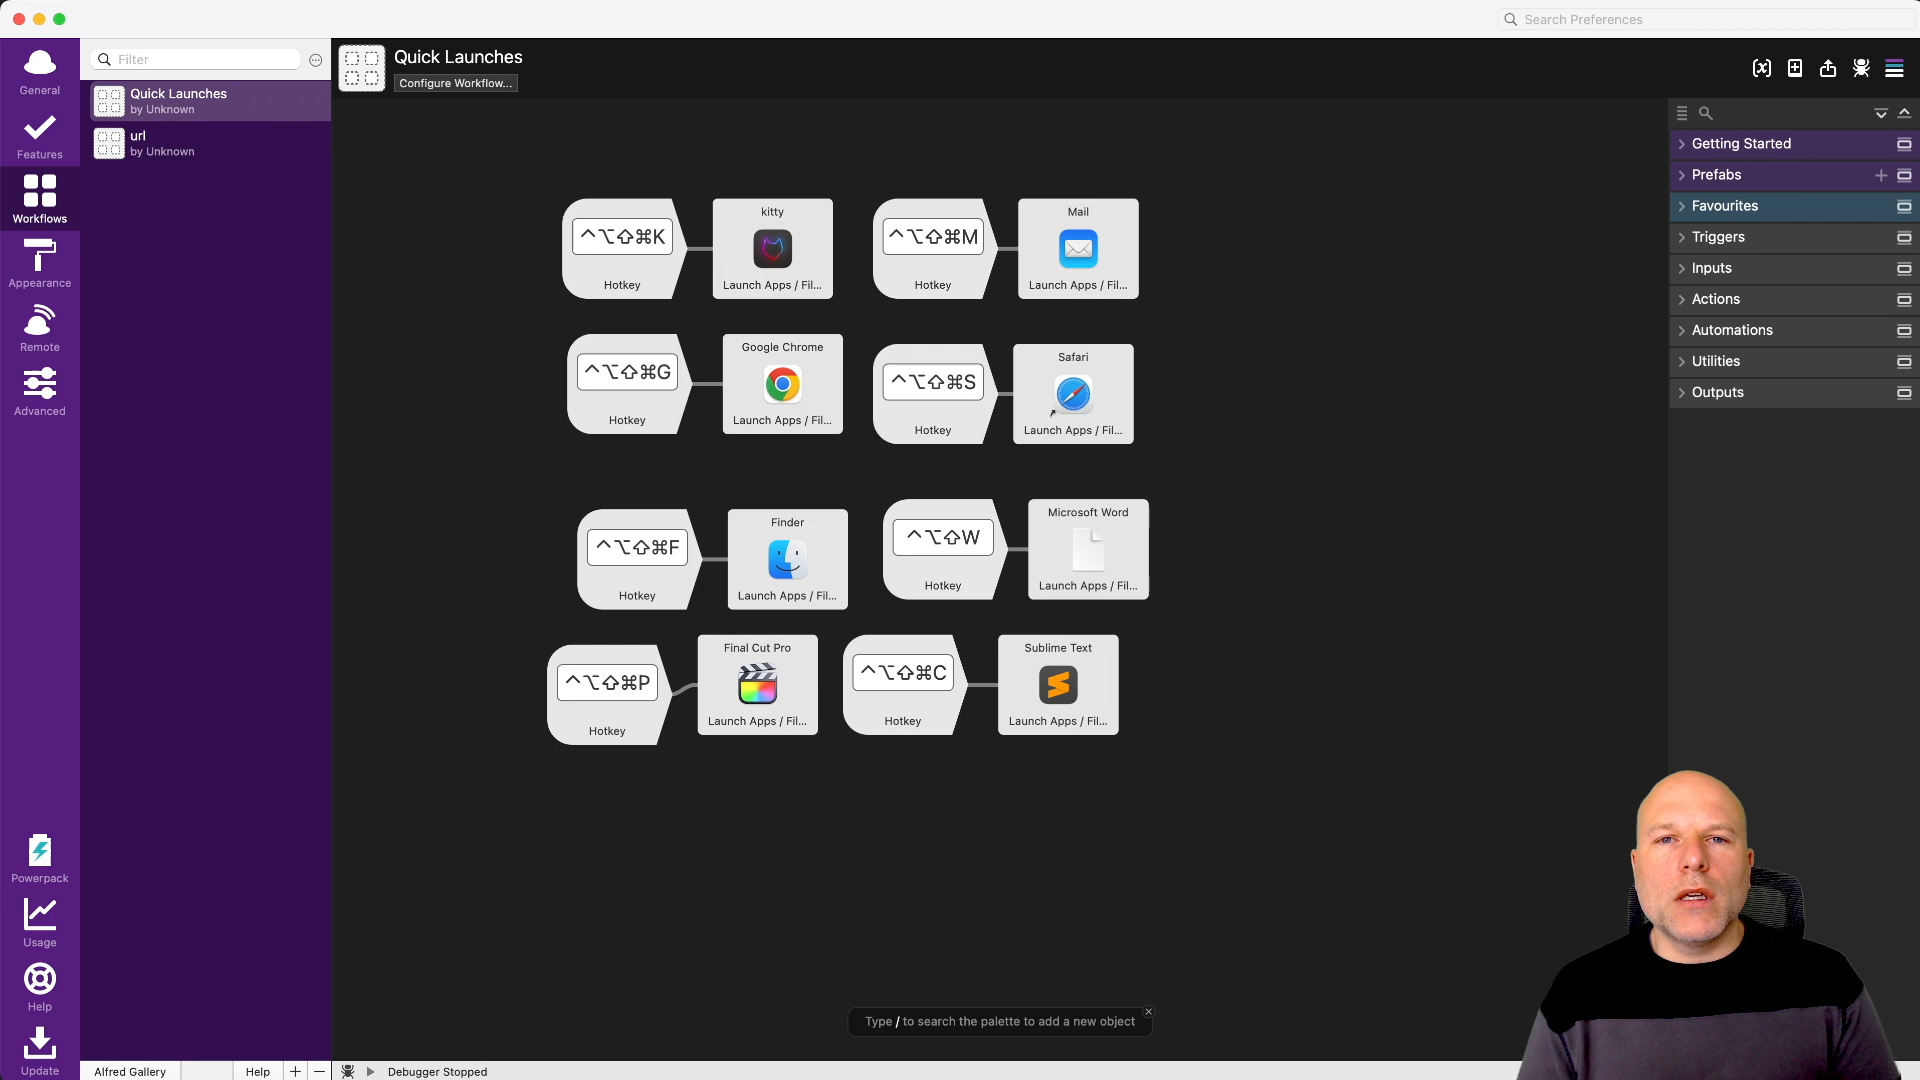 Search Preferences
General
Features
Workflows
Appearance
Remote
Advanced
Powerpack
Usage
Help
Update
Filter
Quick Launches
by Unknown
url
by Unknown
Alfred Gallery
Help
Quick Launches
Configure Workflow...
^⌥⇧⌘K
Hotkey
kitty
Launch Apps / Fil...
^⌥⇧⌘M
Hotkey
Mail
Launch Apps / Fil...
^⌥⇧⌘G
Hotkey
Google Chrome
Launch Apps / Fil...
^⌥⇧⌘S
Hotkey
Safari
Launch Apps / Fil...
^⌥⇧⌘F
Hotkey
Finder
Launch Apps / Fil...
^⌥⇧W
Hotkey
Microsoft Word
Launch Apps / Fil...
^⌥⇧⌘P
Hotkey
Final Cut Pro
Launch Apps / Fil...
^⌥⇧⌘C
Hotkey
Sublime Text
Launch Apps / Fil...
Type / to search the palette to add a new object
Debugger Stopped
Getting Started
Prefabs
Favourites
Triggers
Inputs
Actions
Automations
Utilities
Outputs